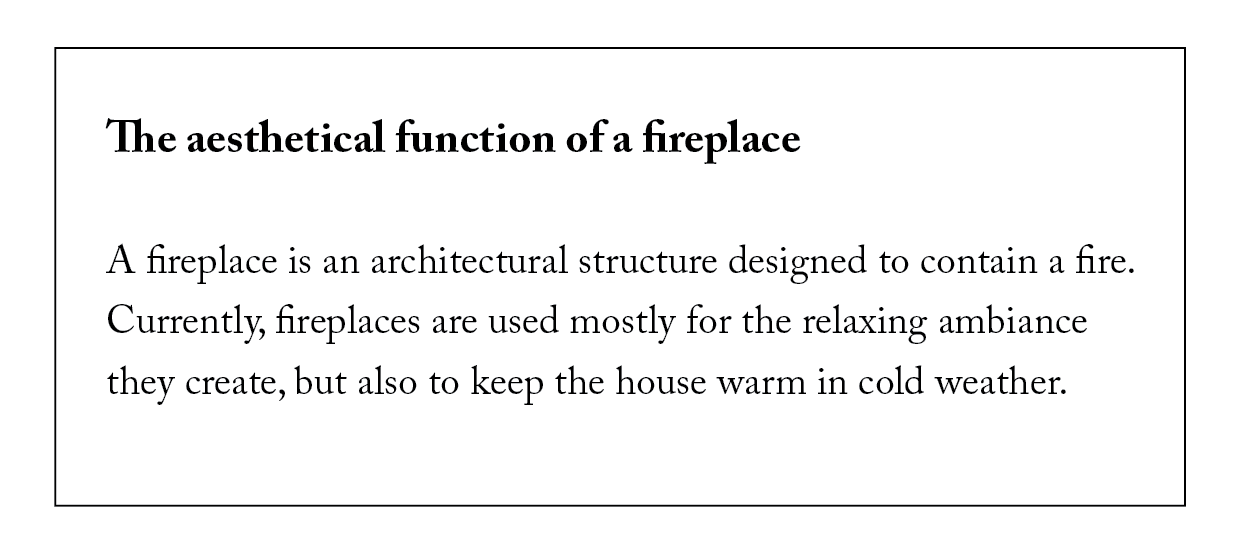 The aesthetical function of a fireplace
A fireplace is an architectural structure designed to contain a fire.
Currently, fireplaces are used mostly for the relaxing ambiance
they create, but also to keep the house warm in cold weather.